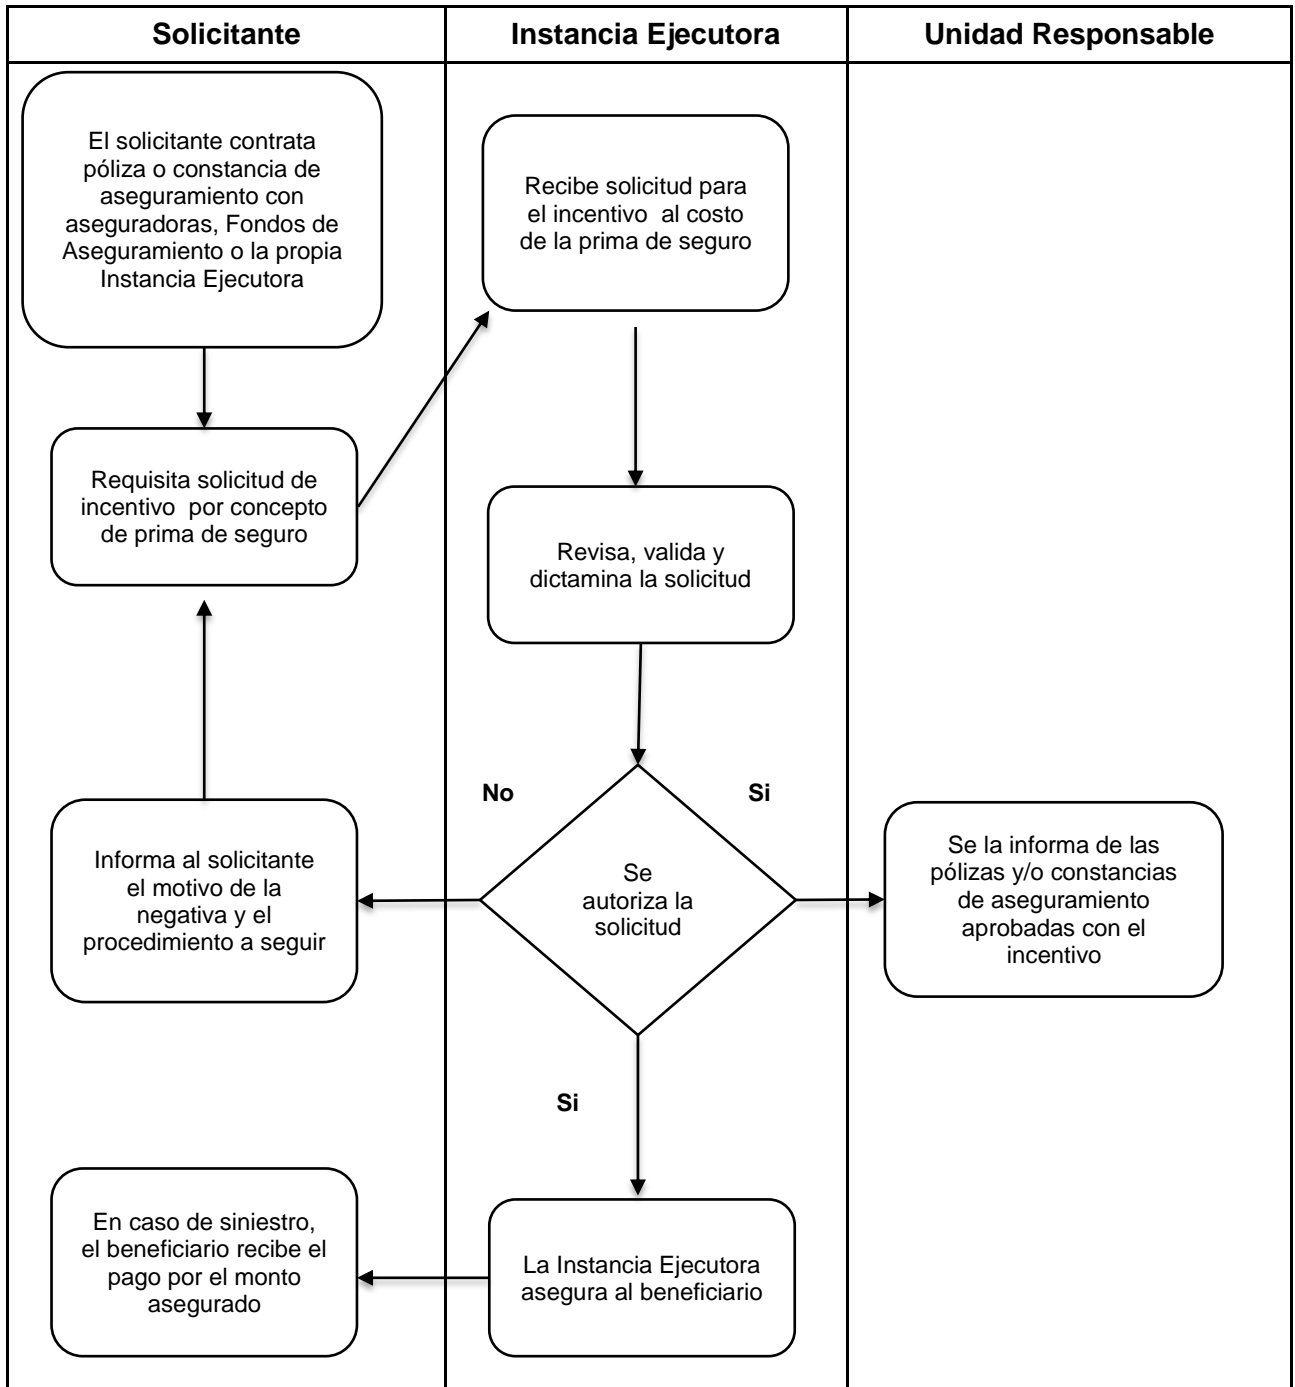 Solicitante
Instancia Ejecutora
Unidad Responsable
El solicitante contrata
póliza o constancia de
aseguramiento con
aseguradoras, Fondos de
Aseguramiento o la propia
Instancia Ejecutora
Recibe solicitud para
el incentivo al costo
de la prima de seguro
Requisita solicitud de
incentivo por concepto
de prima de seguro
Revisa, valida y
dictamina la solicitud
No
Si
Informa al solicitante
el motivo de la
negativa y el
procedimiento a seguir
Se
autoriza la
solicitud
Se la informa de las
pólizas y/o constancias
de aseguramiento
aprobadas con el
incentivo
Si
En caso de siniestro,
el beneficiario recibe el
pago por el monto
asegurado
La Instancia Ejecutora
asegura al beneficiario